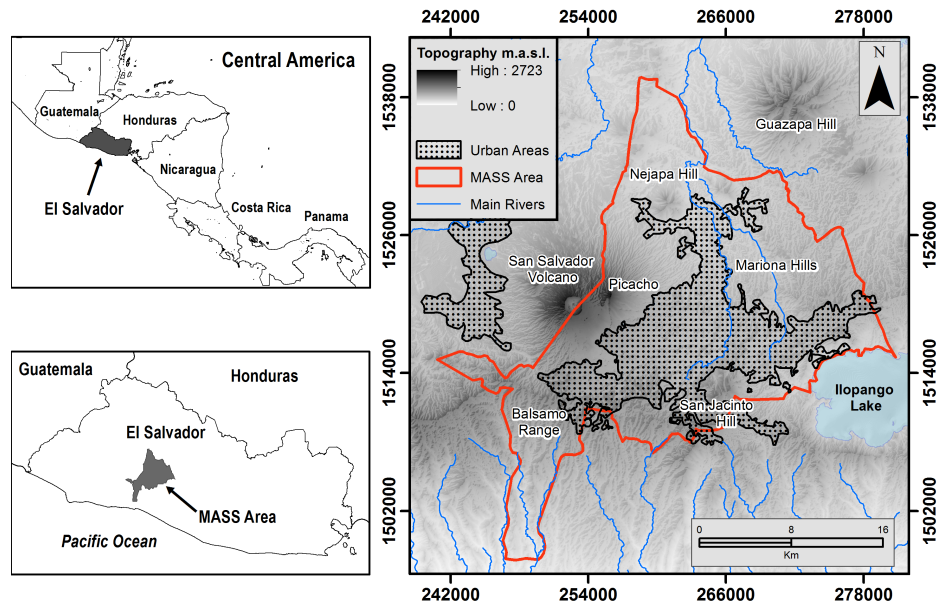 Central America
Guatemala
Honduras
Nicaragua
El Salvador
Costa Rica
Panama
Guatemala
Honduras
El Salvador
MASS Area
Pacific Ocean
242000
254000
266000
278000
1538000
1526000
1514000
1502000
Topography m.a.s.l.
High : 2723
Low : 0
Urban Areas
MASS Area
Main Rivers
N
Guazapa Hill
Nejapa Hill
San Salvador
Volcano
Picacho
Mariona Hills
Ilopango
Lake
San Jacinto
Hill
Balsamo
Range
0
8
16
Km
1538000
1526000
1514000
1502000
242000
254000
266000
278000